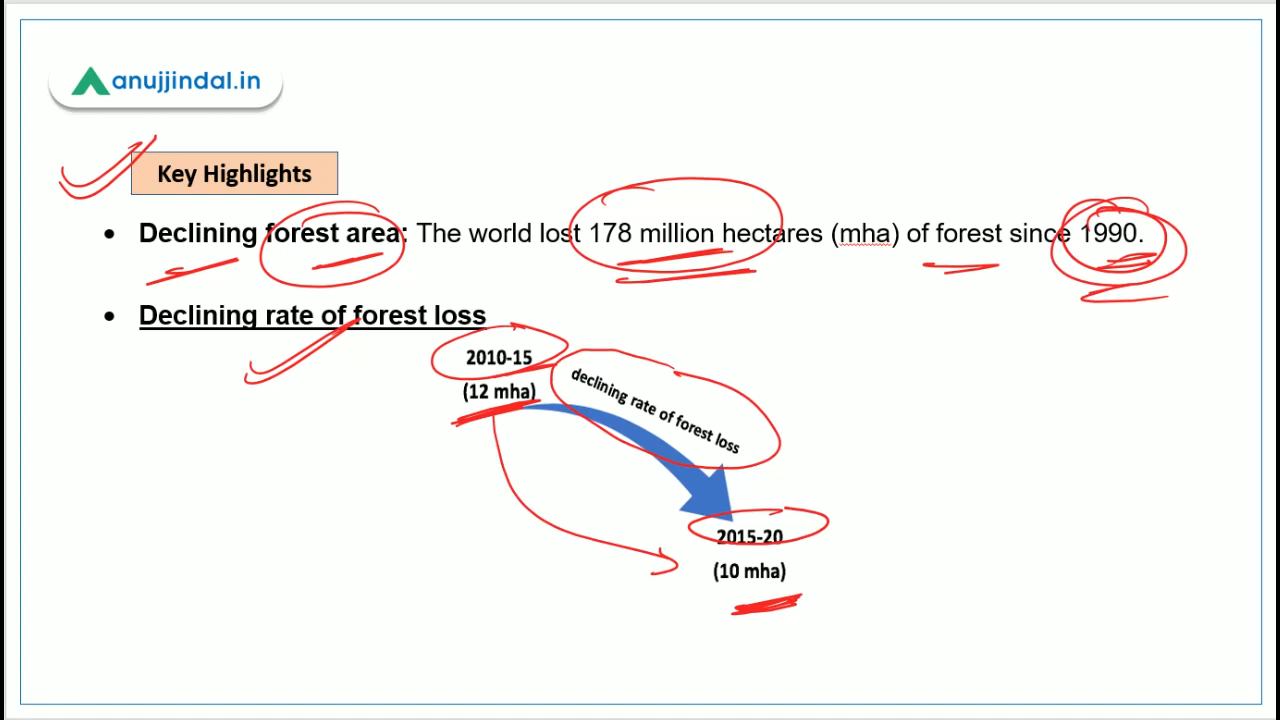 anujjindal.in
Key Highlights
• Declining forest area: The world lost 178 million hectares (mha) of forest since 1990.
• Declining rate of forest loss
2010-15
(12 mha)
declining rate of forest loss
2015-20
(10 mha)